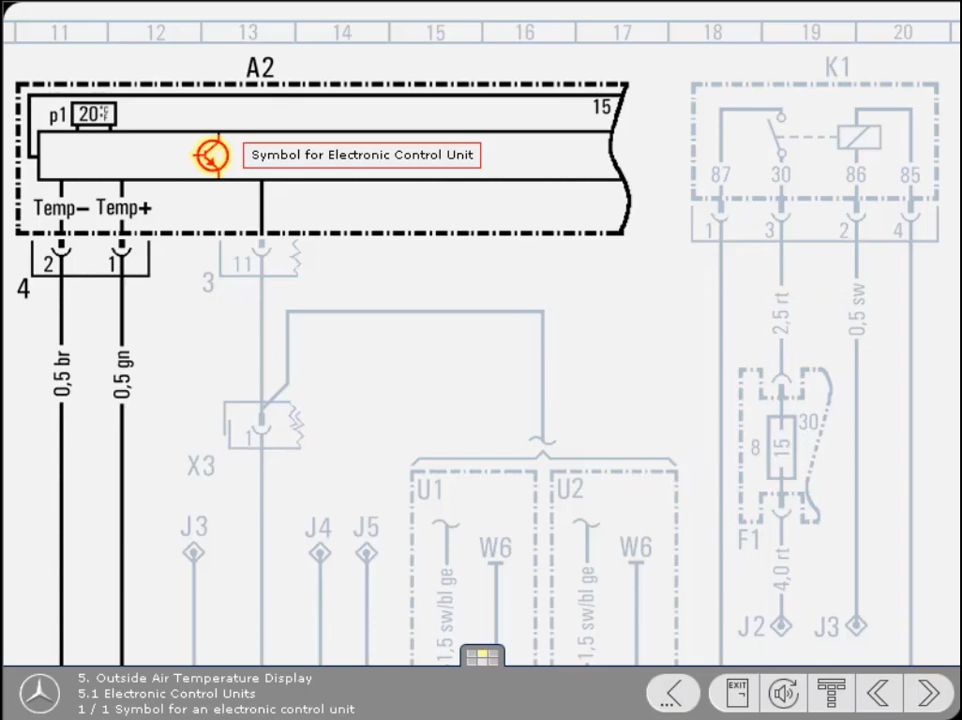 11 12 13 14 15 16 17 18 19 20
A2
K1
p1 20°C°F
15
Symbol for Electronic Control Unit
87 30 86 85
Temp− Temp+
1 3 2 4
2 1
11
4
3
2,5 rt
0,5 sw
0,5 br
0,5 gn
1
X3
30
8
15
U1
U2
J3
J4
J5
W6
W6
F1
1,5 sw/bl ge
1,5 sw/bl ge
4,0 rt
J2
J3
5. Outside Air Temperature Display
5.1 Electronic Control Units
1 / 1 Symbol for an electronic control unit
EXIT